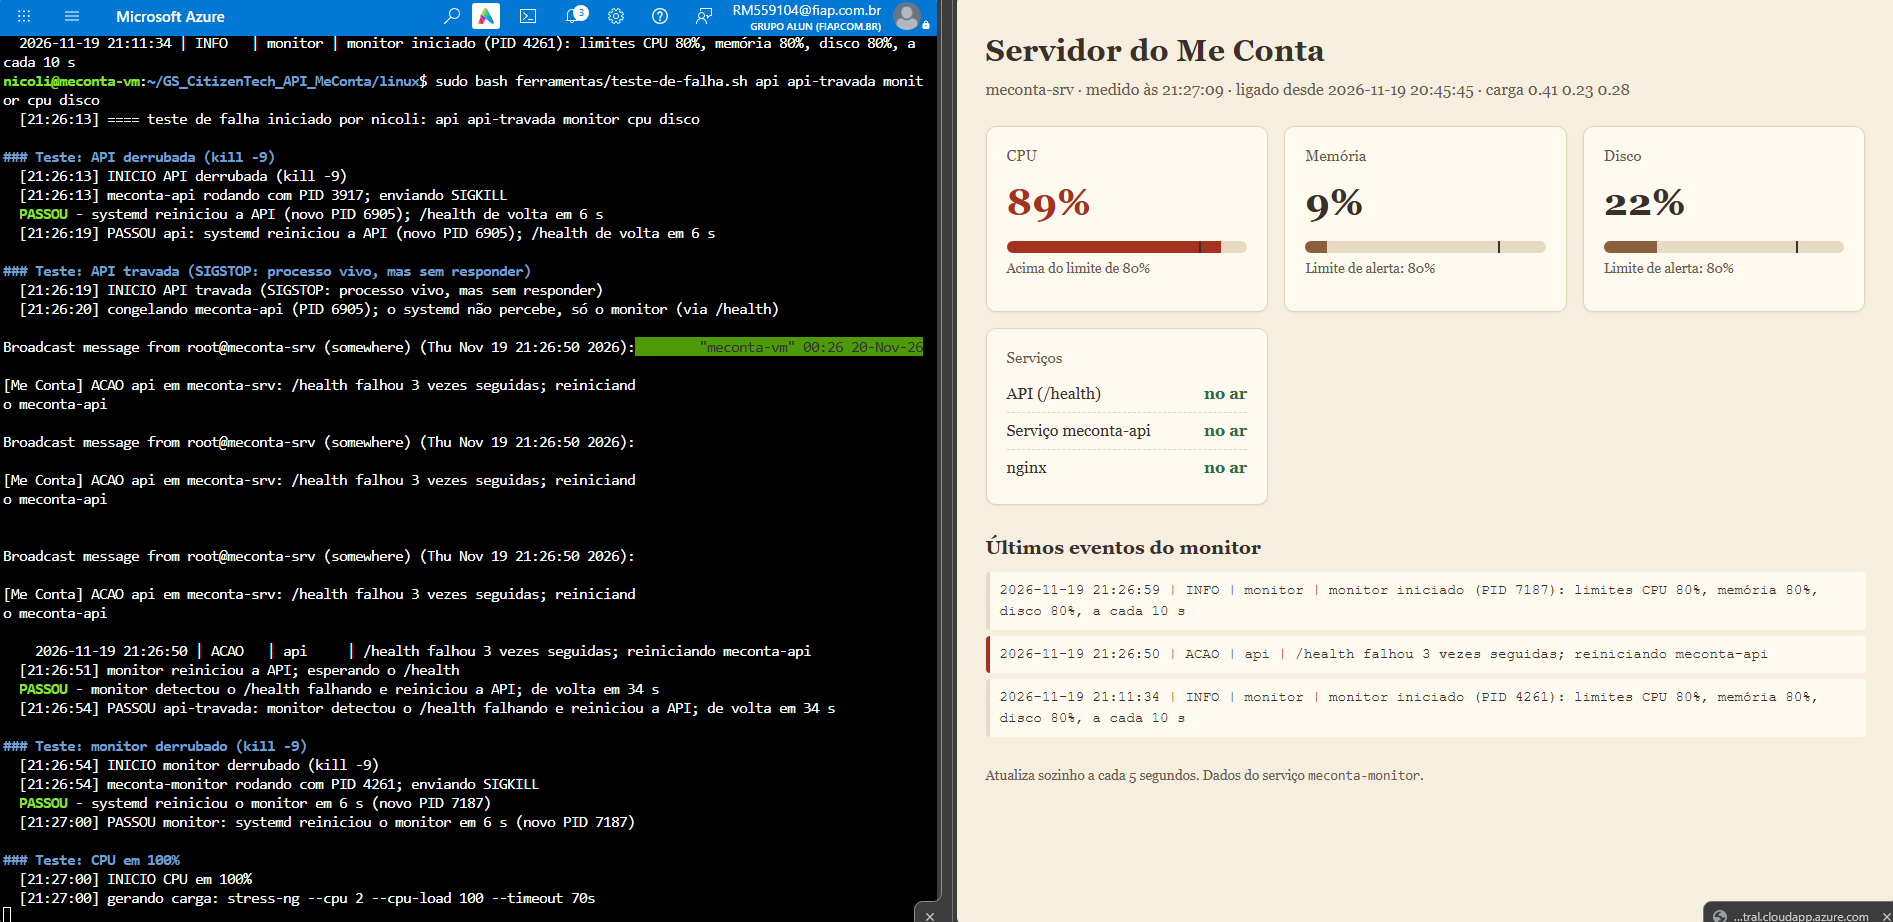 Microsoft Azure
3
RM559104@fiap.com.br
GRUPO ALUN (FIAP.COM.BR)
2026-11-19 21:11:34 | INFO   | monitor | monitor iniciado (PID 4261): limites CPU 80%, memória 80%, disco 80%, a
cada 10 s
nicoli@meconta-vm:~/GS_CitizenTech_API_MeConta/linux$ sudo bash ferramentas/teste-de-falha.sh api api-travada monit
or cpu disco
[21:26:13] ==== teste de falha iniciado por nicoli: api api-travada monitor cpu disco
### Teste: API derrubada (kill -9)
[21:26:13] INICIO API derrubada (kill -9)
[21:26:13] meconta-api rodando com PID 3917; enviando SIGKILL
PASSOU - systemd reiniciou a API (novo PID 6905); /health de volta em 6 s
[21:26:19] PASSOU api: systemd reiniciou a API (novo PID 6905); /health de volta em 6 s
### Teste: API travada (SIGSTOP: processo vivo, mas sem responder)
[21:26:19] INICIO API travada (SIGSTOP: processo vivo, mas sem responder)
[21:26:20] congelando meconta-api (PID 6905); o systemd não percebe, só o monitor (via /health)
Broadcast message from root@meconta-srv (somewhere) (Thu Nov 19 21:26:50 2026): "meconta-vm" 00:26 20-Nov-26
[Me Conta] ACAO api em meconta-srv: /health falhou 3 vezes seguidas; reiniciand
o meconta-api
Broadcast message from root@meconta-srv (somewhere) (Thu Nov 19 21:26:50 2026):
[Me Conta] ACAO api em meconta-srv: /health falhou 3 vezes seguidas; reiniciand
o meconta-api
Broadcast message from root@meconta-srv (somewhere) (Thu Nov 19 21:26:50 2026):
[Me Conta] ACAO api em meconta-srv: /health falhou 3 vezes seguidas; reiniciand
o meconta-api
2026-11-19 21:26:50 | ACAO   | api     | /health falhou 3 vezes seguidas; reiniciando meconta-api
[21:26:51] monitor reiniciou a API; esperando o /health
PASSOU - monitor detectou o /health falhando e reiniciou a API; de volta em 34 s
[21:26:54] PASSOU api-travada: monitor detectou o /health falhando e reiniciou a API; de volta em 34 s
### Teste: monitor derrubado (kill -9)
[21:26:54] INICIO monitor derrubado (kill -9)
[21:26:54] meconta-monitor rodando com PID 4261; enviando SIGKILL
PASSOU - systemd reiniciou o monitor em 6 s (novo PID 7187)
[21:27:00] PASSOU monitor: systemd reiniciou o monitor em 6 s (novo PID 7187)
### Teste: CPU em 100%
[21:27:00] INICIO CPU em 100%
[21:27:00] gerando carga: stress-ng --cpu 2 --cpu-load 100 --timeout 70s
Servidor do Me Conta
meconta-srv · medido às 21:27:09 · ligado desde 2026-11-19 20:45:45 · carga 0.41 0.23 0.28
CPU
89%
Acima do limite de 80%
Memória
9%
Limite de alerta: 80%
Disco
22%
Limite de alerta: 80%
Serviços
API (/health) no ar
Serviço meconta-api no ar
nginx no ar
Últimos eventos do monitor
2026-11-19 21:26:59 | INFO | monitor | monitor iniciado (PID 7187): limites CPU 80%, memória 80%,
disco 80%, a cada 10 s
2026-11-19 21:26:50 | ACAO | api | /health falhou 3 vezes seguidas; reiniciando meconta-api
2026-11-19 21:11:34 | INFO | monitor | monitor iniciado (PID 4261): limites CPU 80%, memória 80%,
disco 80%, a cada 10 s
Atualiza sozinho a cada 5 segundos. Dados do serviço meconta-monitor.
...tral.cloudapp.azure.com